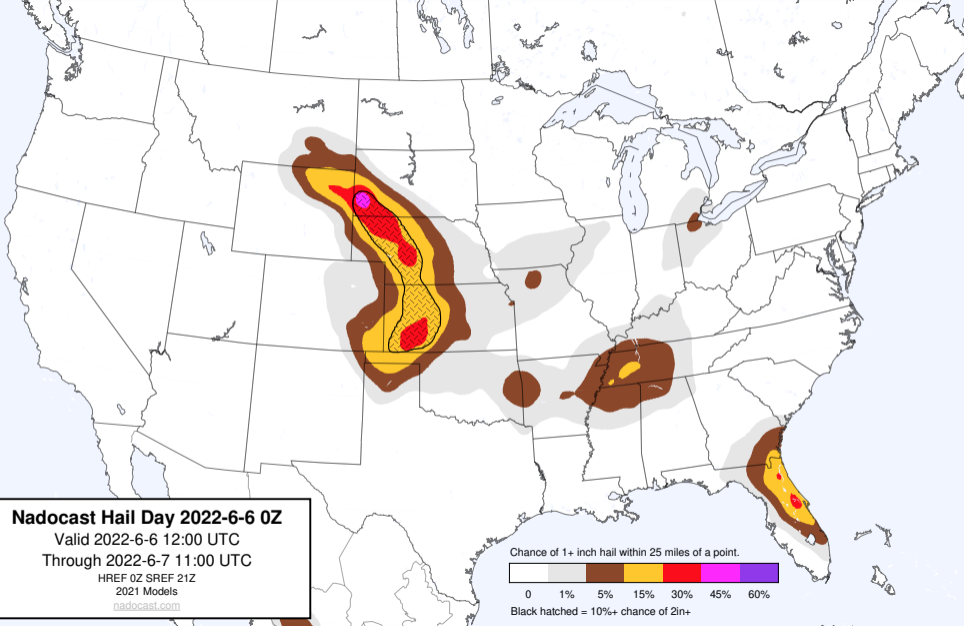 Nadocast Hail Day 2022-6-6 0Z
Valid 2022-6-6 12:00 UTC
Through 2022-6-7 11:00 UTC
HREF 0Z SREF 21Z
2021 Models
nadocast.com
Chance of 1+ inch hail within 25 miles of a point.
0 1% 5% 15% 30% 45% 60%
Black hatched = 10%+ chance of 2in+